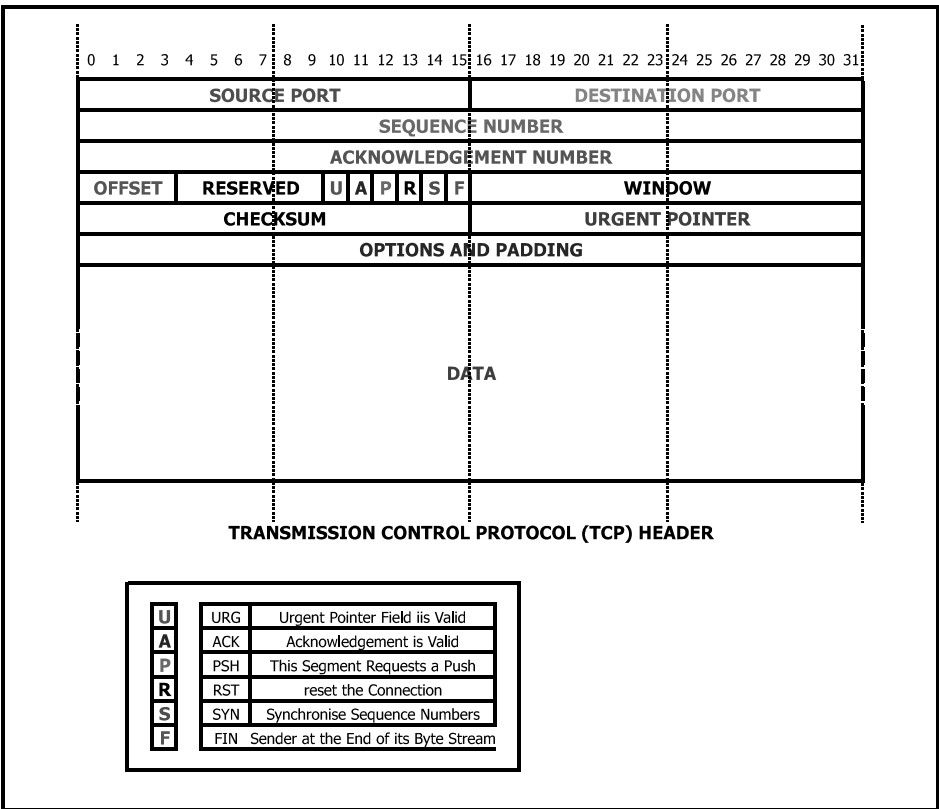 0 1 2 3 4 5 6 7 8 9 10 11 12 13 14 15 16 17 18 19 20 21 22 23 24 25 26 27 28 29 30 31
SOURCE PORT DESTINATION PORT
SEQUENCE NUMBER
ACKNOWLEDGEMENT NUMBER
OFFSET RESERVED U A P R S F WINDOW
CHECKSUM URGENT POINTER
OPTIONS AND PADDING
DATA
TRANSMISSION CONTROL PROTOCOL (TCP) HEADER
U URG Urgent Pointer Field iis Valid
A ACK Acknowledgement is Valid
P PSH This Segment Requests a Push
R RST reset the Connection
S SYN Synchronise Sequence Numbers
F FIN Sender at the End of its Byte Stream